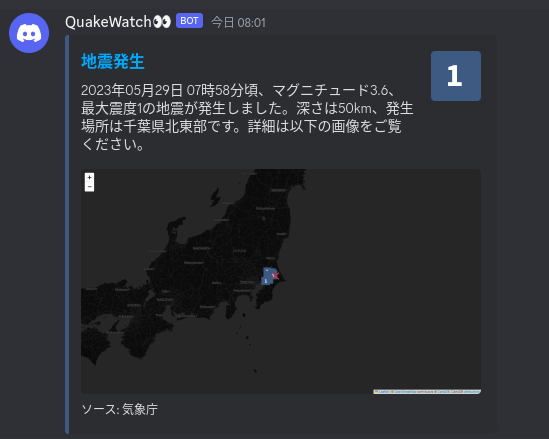 QuakeWatch👀 BOT 今日 08:01
地震発生
1
2023年05月29日 07時58分頃、マグニチュード3.6、
最大震度1の地震が発生しました。深さは50km、発生
場所は千葉県北東部です。詳細は以下の画像をご覧
ください。
+
−
1
ソース: 気象庁